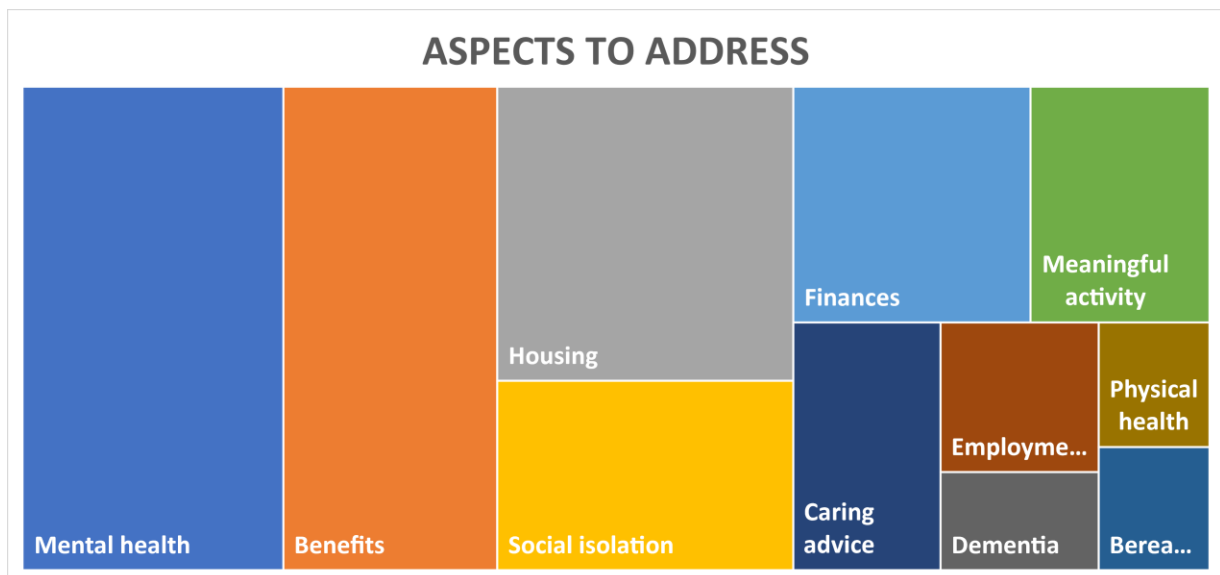 ASPECTS TO ADDRESS
Mental health
Benefits
Housing
Social isolation
Finances
Meaningful
activity
Caring
advice
Employme…
Dementia
Physical
health
Berea…